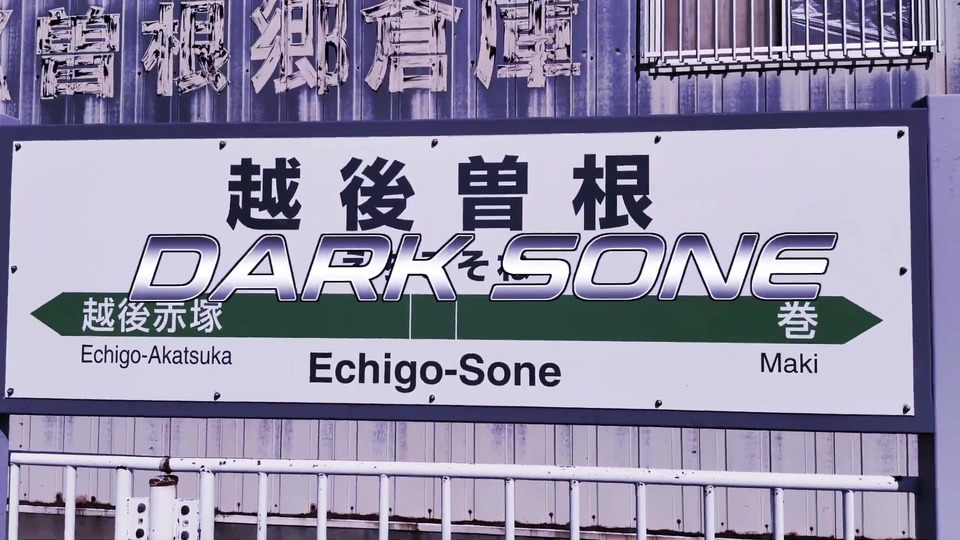 曽根郷倉庫
越後曽根
DARK SONE
越後赤塚
巻
Echigo-Akatsuka
Echigo-Sone
Maki